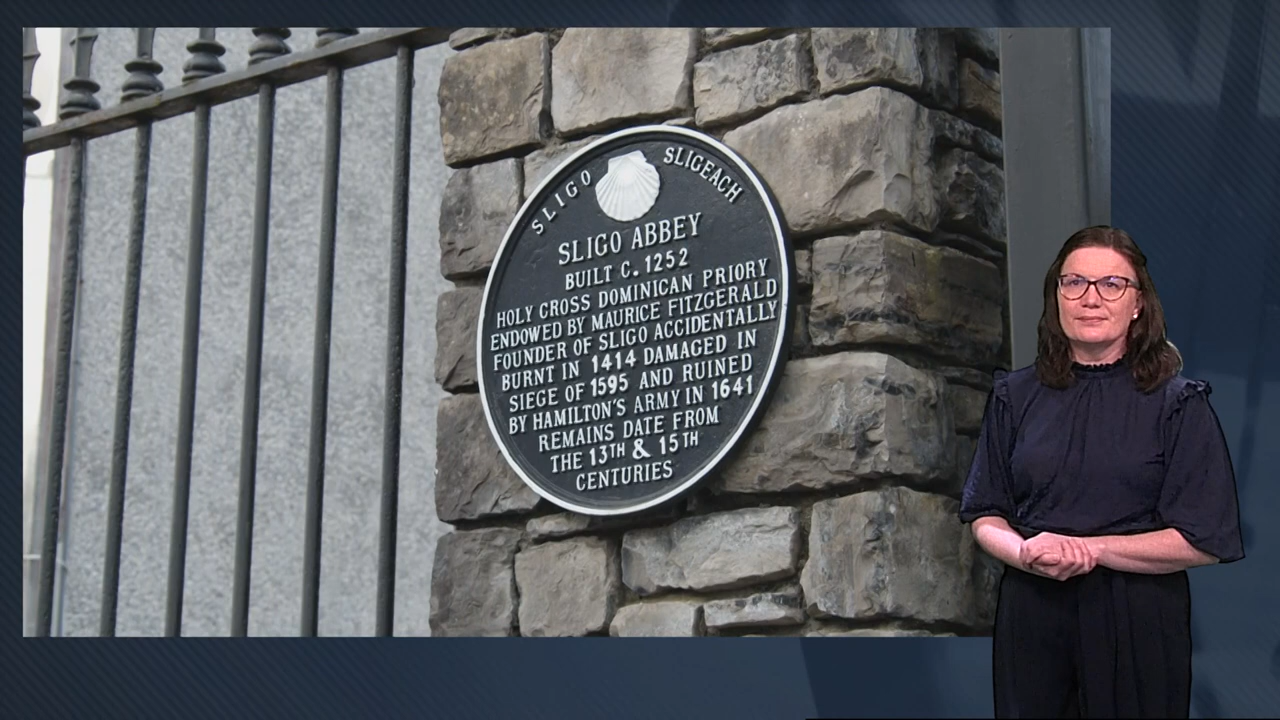 SLIGO SLIGEACH
SLIGO ABBEY
BUILT C. 1252
HOLY CROSS DOMINICAN PRIORY
ENDOWED BY MAURICE FITZGERALD
FOUNDER OF SLIGO ACCIDENTALLY
BURNT IN 1414 DAMAGED IN
SIEGE OF 1595 AND RUINED
BY HAMILTON'S ARMY IN 1641
REMAINS DATE FROM
THE 13TH & 15TH
CENTURIES